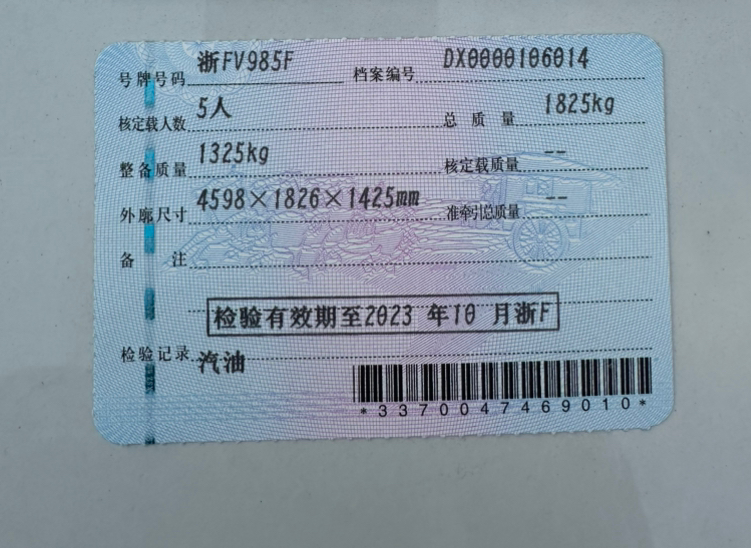 号牌号码 浙FV985F 档案编号 DX0000106014
核定载人数 5人 总质量 1825kg
整备质量 1325kg 核定载质量 --
外廓尺寸 4598×1826×1425mm 准牵引总质量 --
备注
检验有效期至2023 年10 月浙F
检验记录 汽油
*3370047469010*